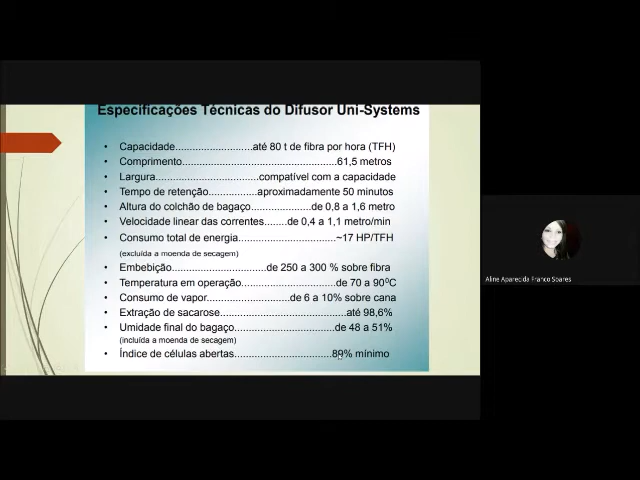 Especificações Técnicas do Difusor Uni-Systems
• Capacidade..........................até 80 t de fibra por hora (TFH)
• Comprimento....................................................61,5 metros
• Largura...................................compatível com a capacidade
• Tempo de retenção................aproximadamente 50 minutos
• Altura do colchão de bagaço....................de 0,8 a 1,6 metro
• Velocidade linear das correntes........de 0,4 a 1,1 metro/min
• Consumo total de energia.................................~17 HP/TFH
(excluída a moenda de secagem)
• Embebição................................de 250 a 300 % sobre fibra
• Temperatura em operação................................de 70 a 90⁰C
• Consumo de vapor............................de 6 a 10% sobre cana
• Extração de sacarose..........................................até 98,6%
• Umidade final do bagaço..................................de 48 a 51%
(incluída a moenda de secagem)
• Índice de células abertas.................................89% mínimo
Aline Aparecida Franco Soares